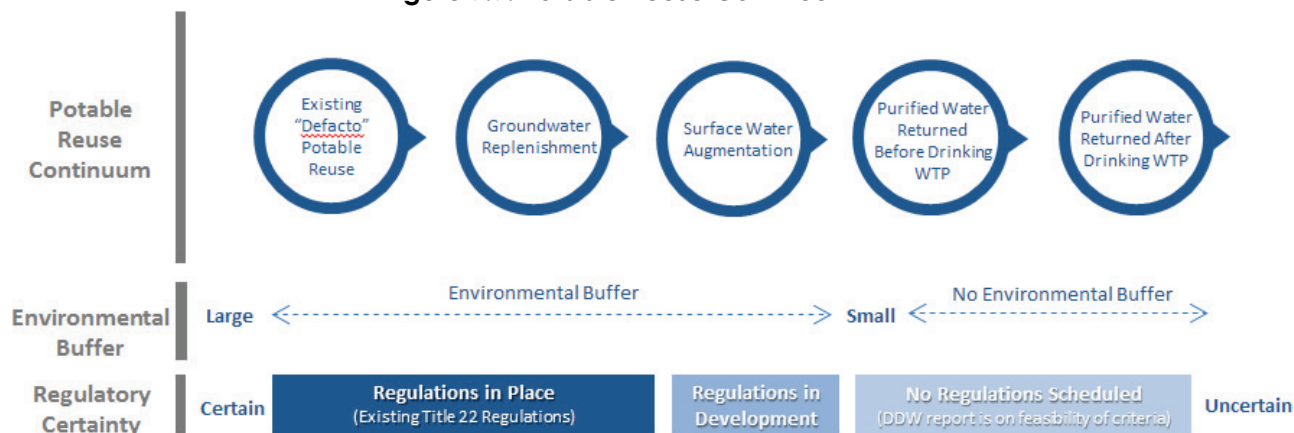 Potable
Reuse
Continuum
Existing
"Defacto"
Potable
Reuse
Groundwater
Replenishment
Surface Water
Augmentation
Purified Water
Returned
Before Drinking
WTP
Purified Water
Returned After
Drinking WTP
Environmental
Buffer
Large
Environmental Buffer
Small
No Environmental Buffer
Regulatory
Certainty
Certain
Regulations in Place
(Existing Title 22 Regulations)
Regulations in
Development
No Regulations Scheduled
(DDW report is on feasibility of criteria)
Uncertain